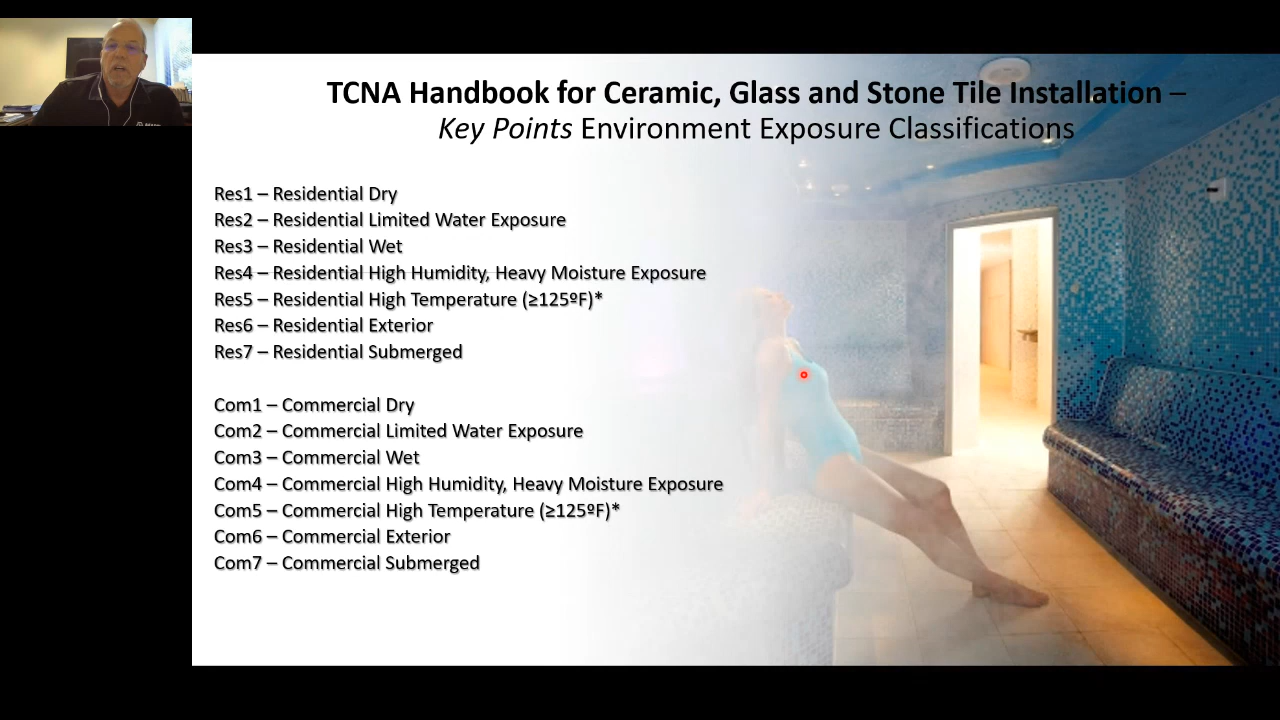 TCNA Handbook for Ceramic, Glass and Stone Tile Installation –
Key Points Environment Exposure Classifications
Res1 – Residential Dry
Res2 – Residential Limited Water Exposure
Res3 – Residential Wet
Res4 – Residential High Humidity, Heavy Moisture Exposure
Res5 – Residential High Temperature (≥125ºF)*
Res6 – Residential Exterior
Res7 – Residential Submerged
Com1 – Commercial Dry
Com2 – Commercial Limited Water Exposure
Com3 – Commercial Wet
Com4 – Commercial High Humidity, Heavy Moisture Exposure
Com5 – Commercial High Temperature (≥125ºF)*
Com6 – Commercial Exterior
Com7 – Commercial Submerged